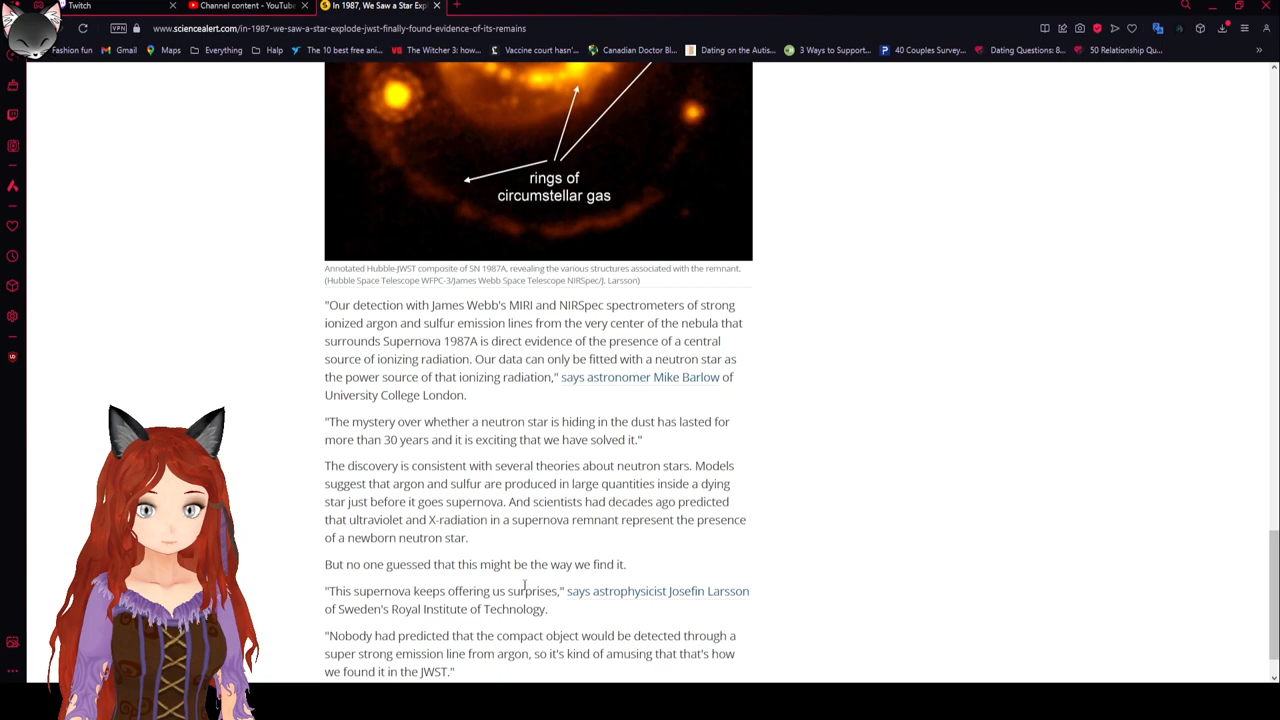 Twitch
Channel content - YouTube
In 1987, We Saw a Star Expl
VPN
www.sciencealert.com/in-1987-we-saw-a-star-explode-jwst-finally-found-evidence-of-its-remains
Fashion fun
Gmail
Maps
Everything
Halp
The 10 best free ani...
The Witcher 3: how...
Vaccine court hasn'...
Canadian Doctor Bl...
Dating on the Autis...
3 Ways to Support...
40 Couples Survey...
Dating Questions: 8...
50 Relationship Qu...
rings of
circumstellar gas
Annotated Hubble-JWST composite of SN 1987A, revealing the various structures associated with the remnant.
(Hubble Space Telescope WFPC-3/James Webb Space Telescope NIRSpec/J. Larsson)
"Our detection with James Webb's MIRI and NIRSpec spectrometers of strong
ionized argon and sulfur emission lines from the very center of the nebula that
surrounds Supernova 1987A is direct evidence of the presence of a central
source of ionizing radiation. Our data can only be fitted with a neutron star as
the power source of that ionizing radiation," says astronomer Mike Barlow of
University College London.
"The mystery over whether a neutron star is hiding in the dust has lasted for
more than 30 years and it is exciting that we have solved it."
The discovery is consistent with several theories about neutron stars. Models
suggest that argon and sulfur are produced in large quantities inside a dying
star just before it goes supernova. And scientists had decades ago predicted
that ultraviolet and X-radiation in a supernova remnant represent the presence
of a newborn neutron star.
But no one guessed that this might be the way we find it.
"This supernova keeps offering us surprises," says astrophysicist Josefin Larsson
of Sweden's Royal Institute of Technology.
"Nobody had predicted that the compact object would be detected through a
super strong emission line from argon, so it's kind of amusing that that's how
we found it in the JWST."